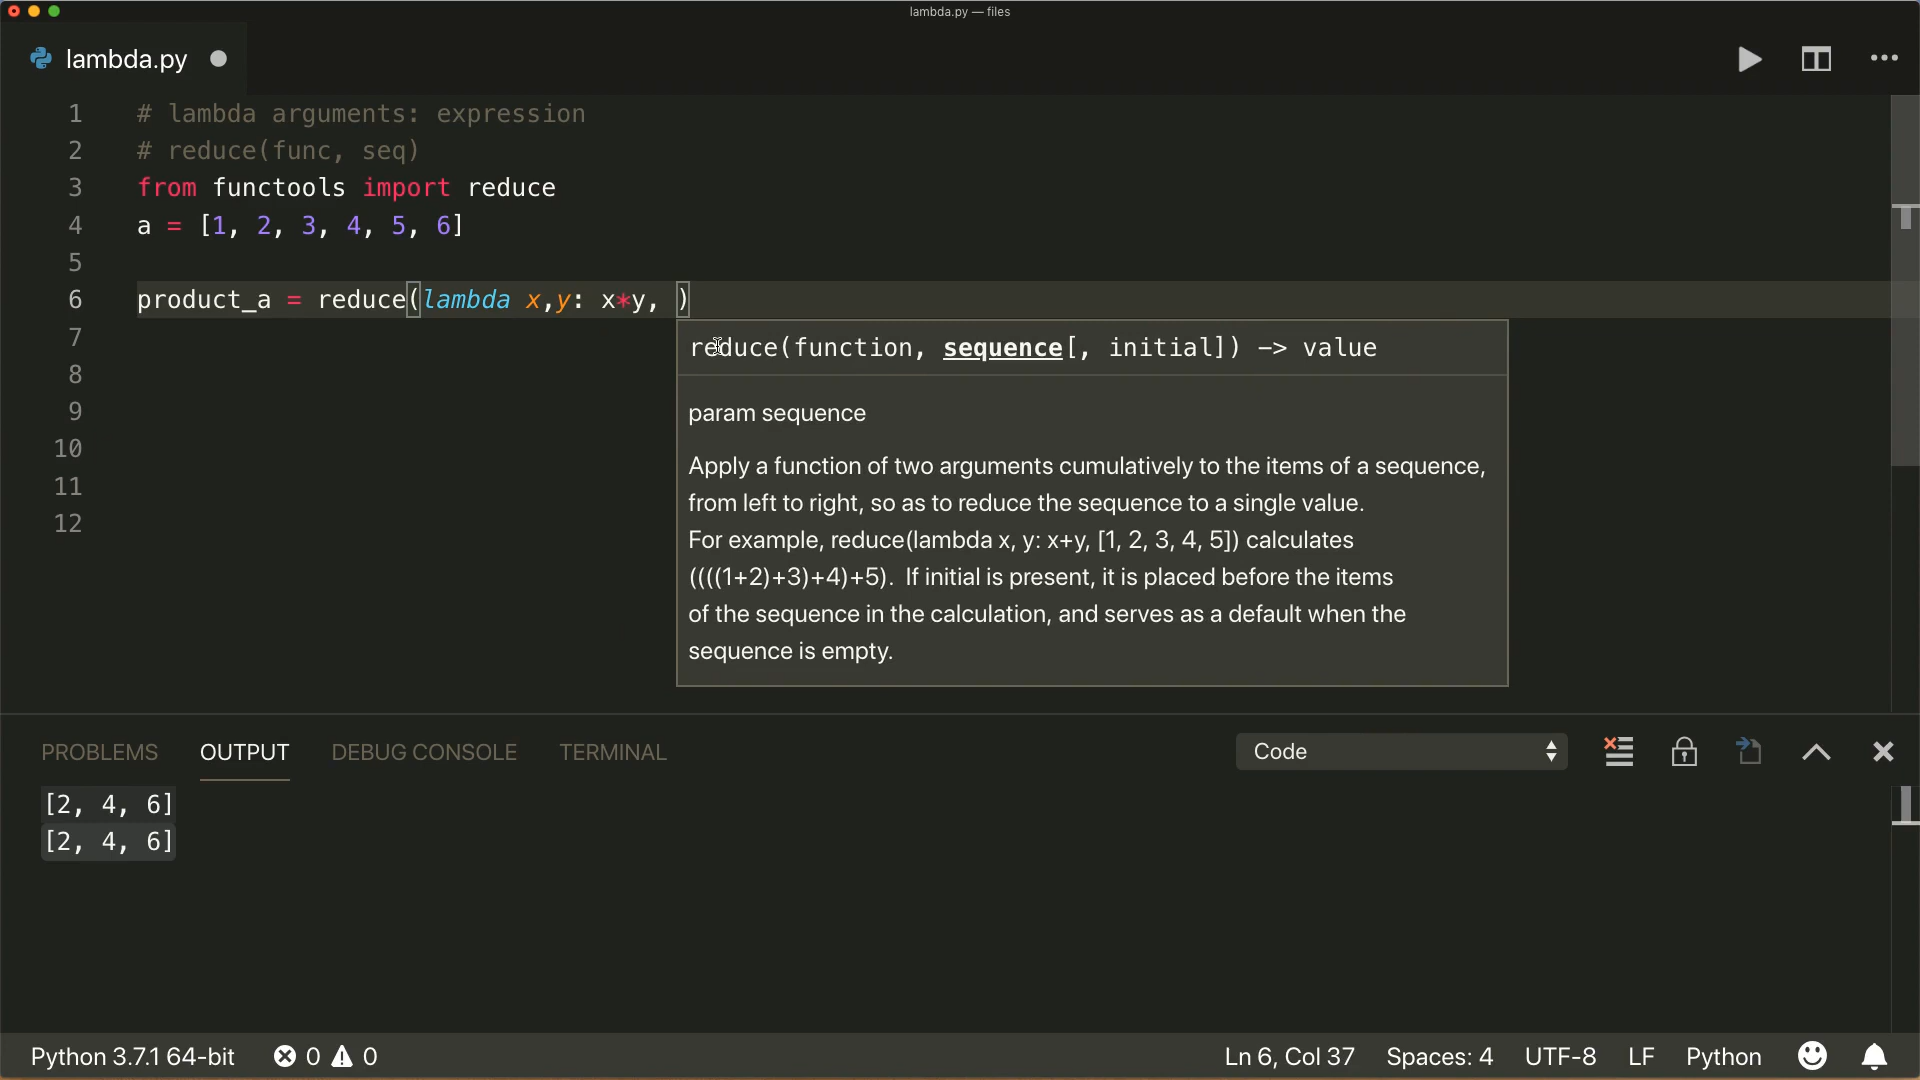 lambda.py — files
lambda.py
1 # lambda arguments: expression
2 # reduce(func, seq)
3 from functools import reduce
4 a = [1, 2, 3, 4, 5, 6]
5
6 product_a = reduce(lambda x,y: x*y, )
7
reduce(function, sequence[, initial]) -> value
8
9
param sequence
10
Apply a function of two arguments cumulatively to the items of a sequence,
11
from left to right, so as to reduce the sequence to a single value.
12
For example, reduce(lambda x, y: x+y, [1, 2, 3, 4, 5]) calculates
((((1+2)+3)+4)+5). If initial is present, it is placed before the items
of the sequence in the calculation, and serves as a default when the
sequence is empty.
PROBLEMS OUTPUT DEBUG CONSOLE TERMINAL Code
[2, 4, 6]
[2, 4, 6]
Python 3.7.1 64-bit 0 0 Ln 6, Col 37 Spaces: 4 UTF-8 LF Python